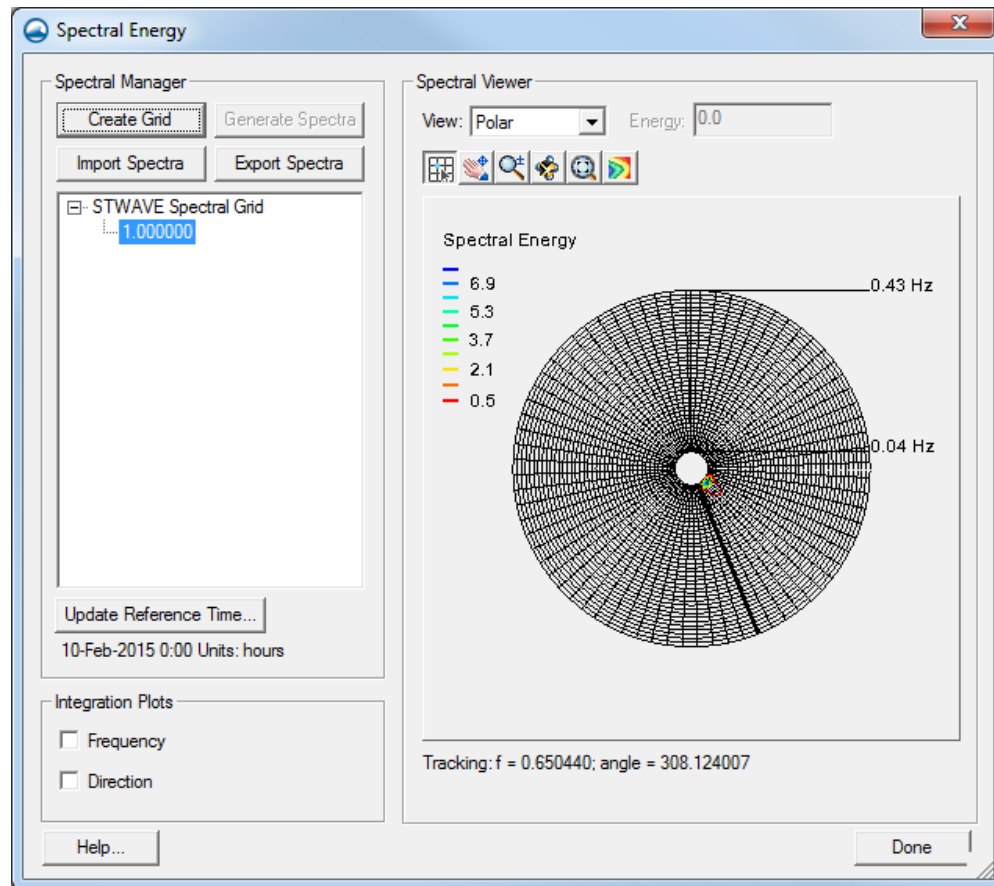 Spectral Energy
Spectral Manager
Create Grid
Generate Spectra
Import Spectra
Export Spectra
STWAVE Spectral Grid
1.000000
Update Reference Time...
10-Feb-2015 0:00 Units: hours
Integration Plots
Frequency
Direction
Help...
Spectral Viewer
View: Polar
Energy: 0.0
Spectral Energy
6.9
5.3
3.7
2.1
0.5
0.43 Hz
0.04 Hz
Tracking: f = 0.650440; angle = 308.124007
Done